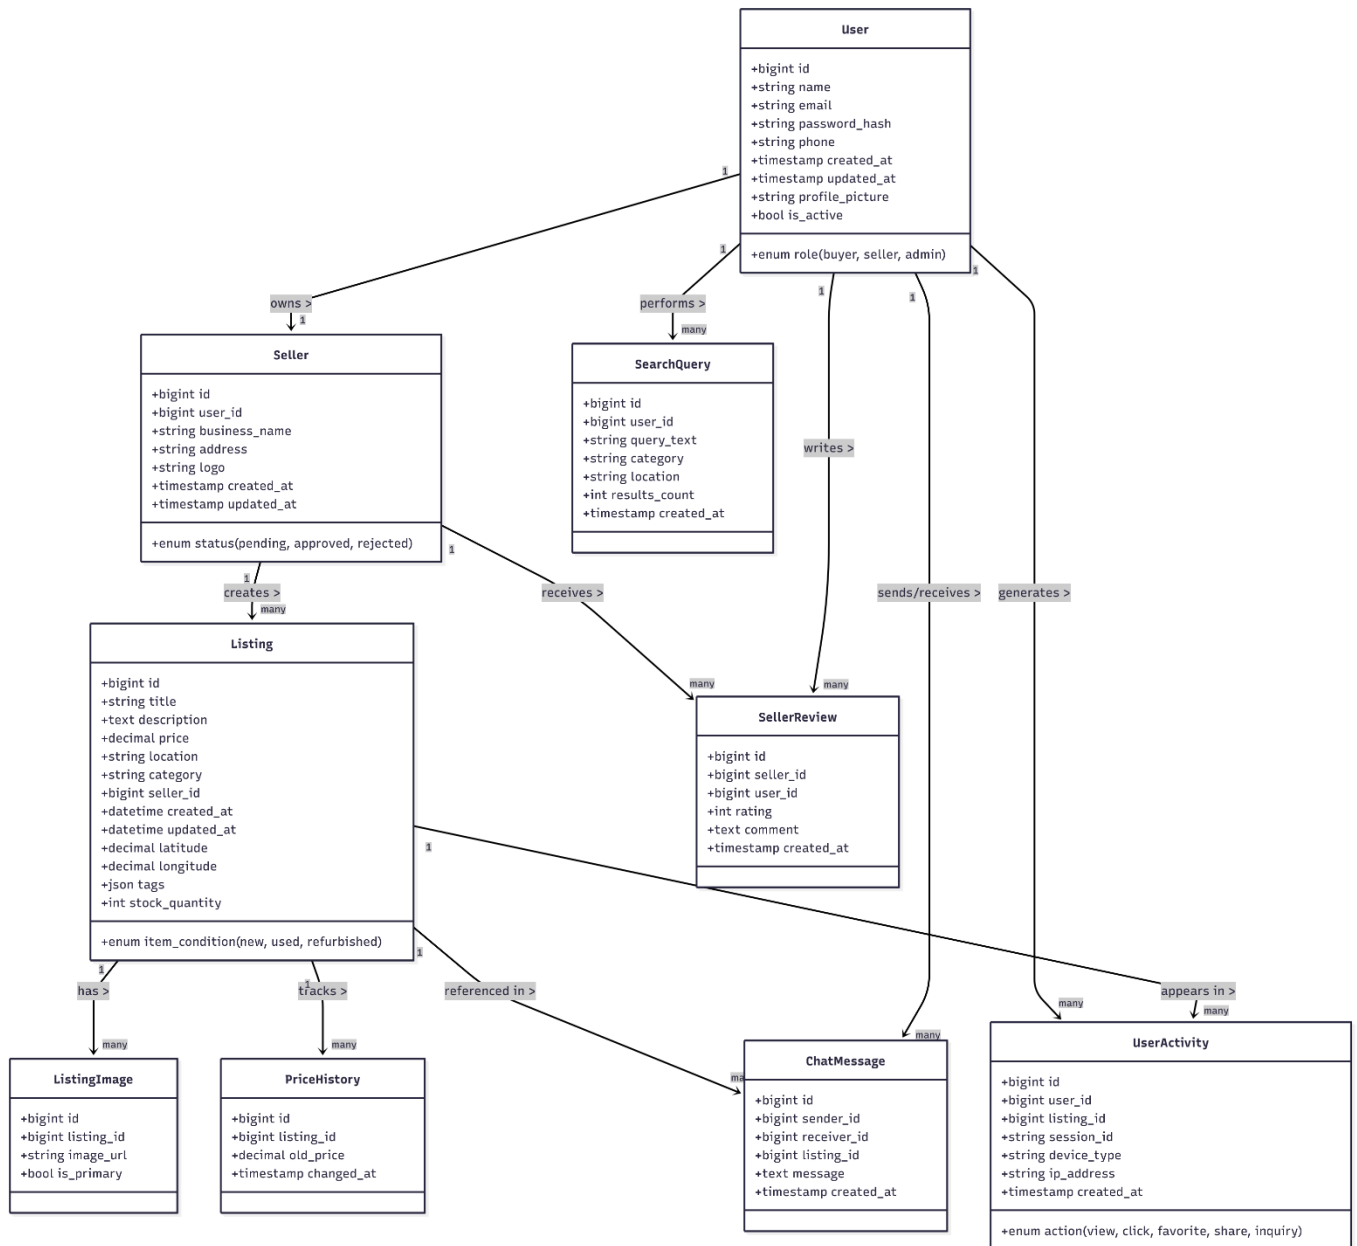 User
+bigint id
+string name
+string email
+string password_hash
+string phone
+timestamp created_at
+timestamp updated_at
+string profile_picture
+bool is_active
+enum role(buyer, seller, admin)
1
1
1
1
1
owns >
1
performs >
many
writes >
sends/receives >
generates >
Seller
+bigint id
+bigint user_id
+string business_name
+string address
+string logo
+timestamp created_at
+timestamp updated_at
+enum status(pending, approved, rejected)
SearchQuery
+bigint id
+bigint user_id
+string query_text
+string category
+string location
+int results_count
+timestamp created_at
1
creates >
many
1
receives >
many
many
Listing
+bigint id
+string title
+text description
+decimal price
+string location
+string category
+bigint seller_id
+datetime created_at
+datetime updated_at
+decimal latitude
+decimal longitude
+json tags
+int stock_quantity
+enum item_condition(new, used, refurbished)
SellerReview
+bigint id
+bigint seller_id
+bigint user_id
+int rating
+text comment
+timestamp created_at
1
1
1
1
has >
tracks >
referenced in >
appears in >
many
many
ma
many
many
many
ListingImage
+bigint id
+bigint listing_id
+string image_url
+bool is_primary
PriceHistory
+bigint id
+bigint listing_id
+decimal old_price
+timestamp changed_at
ChatMessage
+bigint id
+bigint sender_id
+bigint receiver_id
+bigint listing_id
+text message
+timestamp created_at
UserActivity
+bigint id
+bigint user_id
+bigint listing_id
+string session_id
+string device_type
+string ip_address
+timestamp created_at
+enum action(view, click, favorite, share, inquiry)